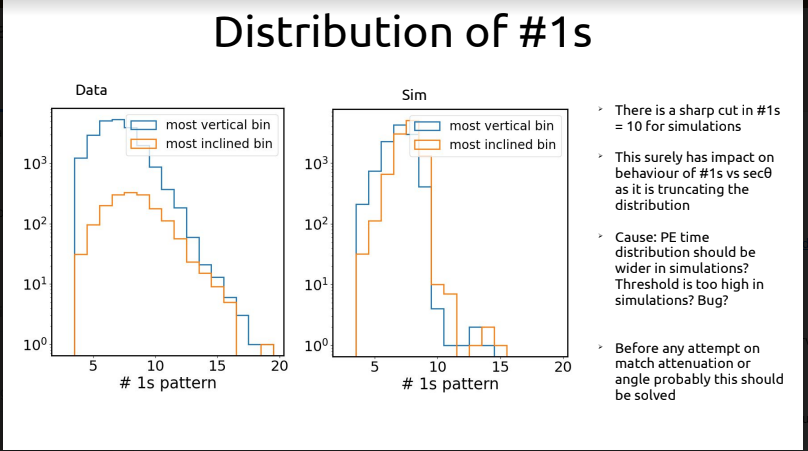 Distribution of #1s
Data
most vertical bin
most inclined bin
10³
10²
10¹
10⁰
5 10 15 20
# 1s pattern
Sim
most vertical bin
most inclined bin
10³
10²
10¹
10⁰
5 10 15 20
# 1s pattern
There is a sharp cut in #1s
= 10 for simulations
This surely has impact on
behaviour of #1s vs secθ
as it is truncating the
distribution
Cause: PE time
distribution should be
wider in simulations?
Threshold is too high in
simulations? Bug?
Before any attempt on
match attenuation or
angle probably this should
be solved